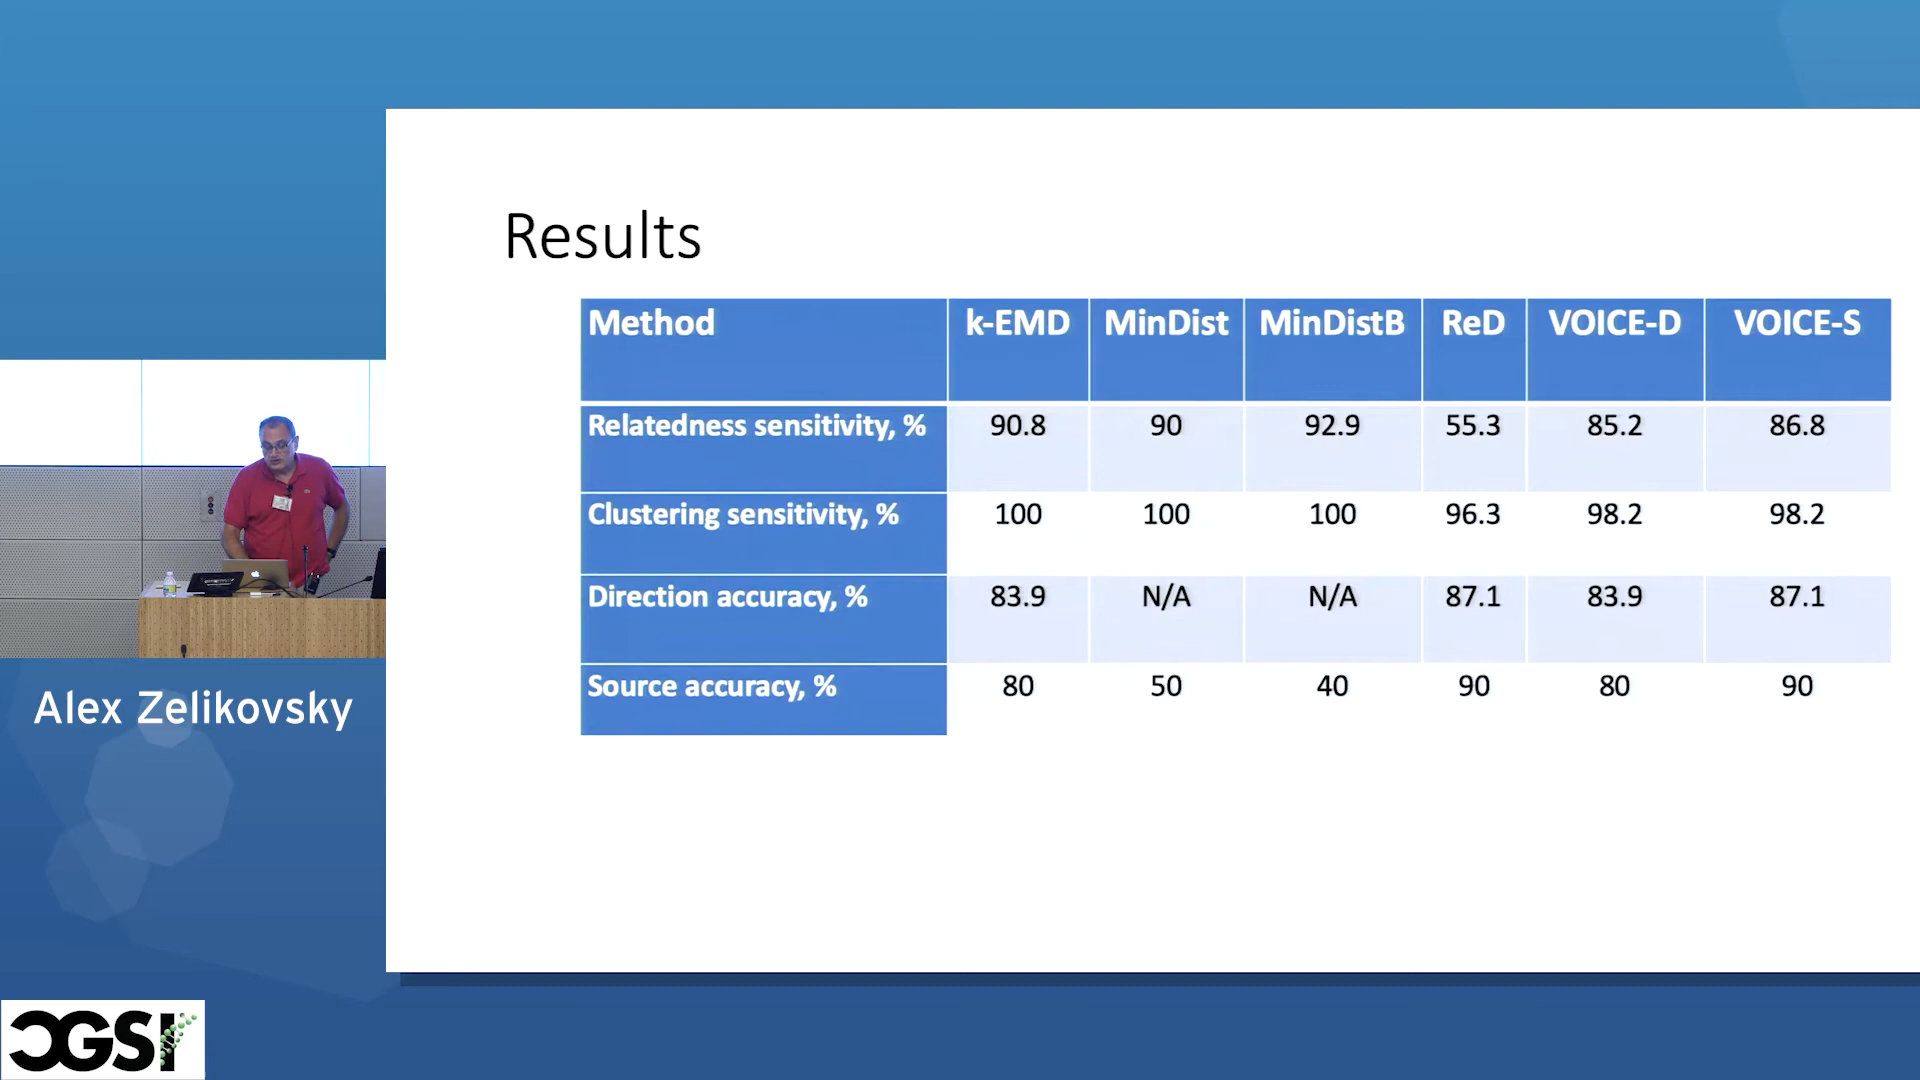 Results
Method k-EMD MinDist MinDistB ReD VOICE-D VOICE-S
Relatedness sensitivity, % 90.8 90 92.9 55.3 85.2 86.8
Clustering sensitivity, % 100 100 100 96.3 98.2 98.2
Direction accuracy, % 83.9 N/A N/A 87.1 83.9 87.1
Source accuracy, % 80 50 40 90 80 90
Alex Zelikovsky
CGSI